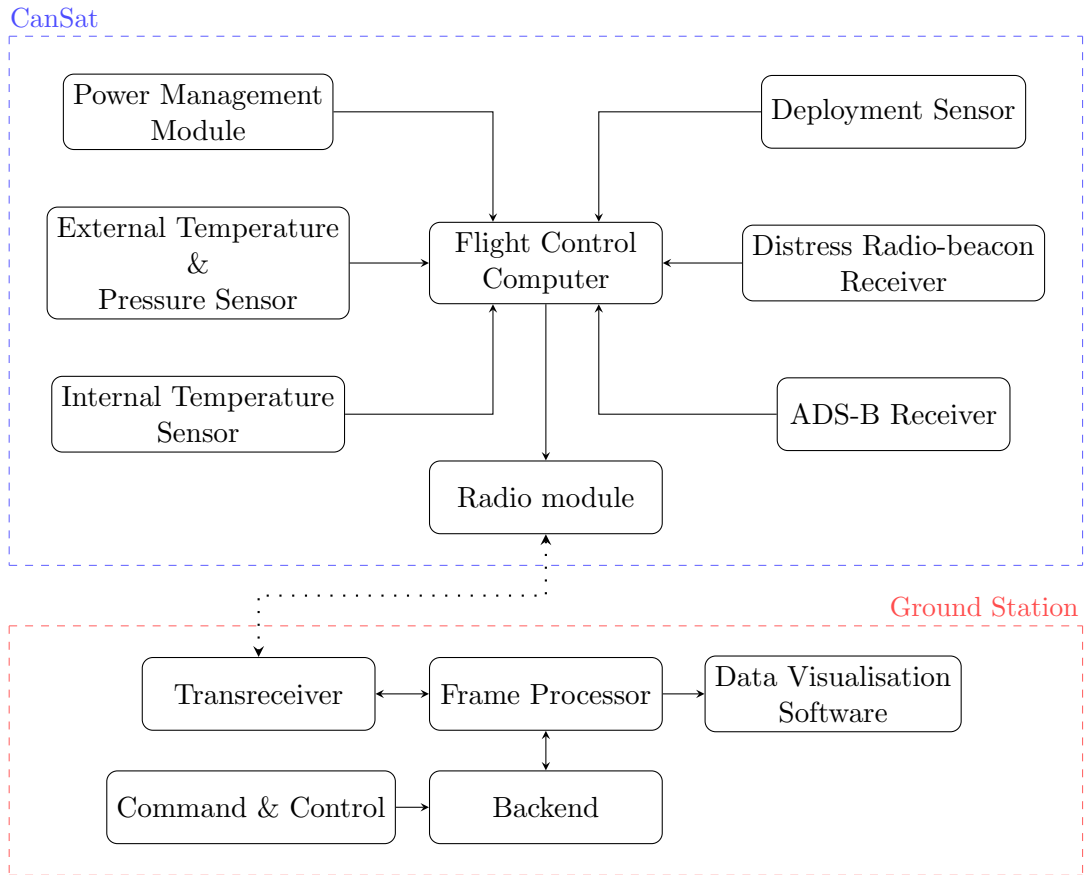 CanSat
Power Management
Module
Deployment Sensor
External Temperature
&
Pressure Sensor
Flight Control
Computer
Distress Radio-beacon
Receiver
Internal Temperature
Sensor
ADS-B Receiver
Radio module
Ground Station
Transreceiver
Frame Processor
Data Visualisation
Software
Command & Control
Backend